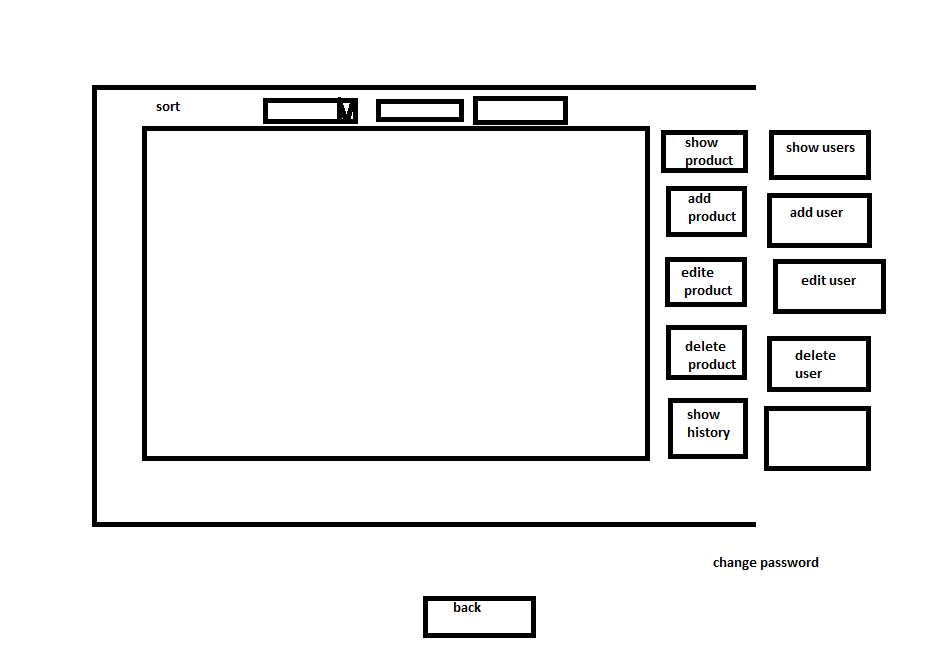 sort
show
product
show users
add
product
add user
edite
product
edit user
delete
product
delete
user
show
history
change password
back